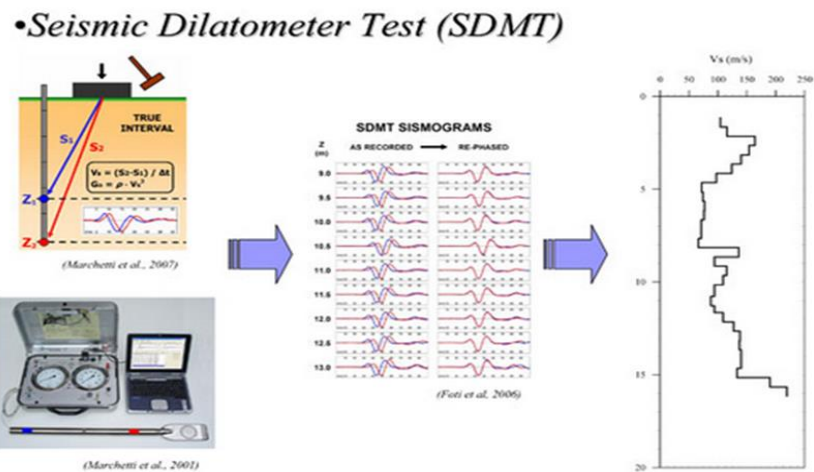 •Seismic Dilatometer Test (SDMT)
TRUE
INTERVAL
S₁
S₂
Vs = (S₂-S₁) / Δt
G₀ = ρ · Vs²
Z₁
Z₂
(Marchetti et al., 2007)
(Marchetti et al., 2001)
SDMT SISMOGRAMS
Z
(m)
AS RECORDED
RE-PHASED
9.0
9.5
10.0
10.5
11.0
11.5
12.0
12.5
13.0
(Foti et al, 2006)
Vs (m/s)
0 50 100 150 200 250
0
5
10
15
20